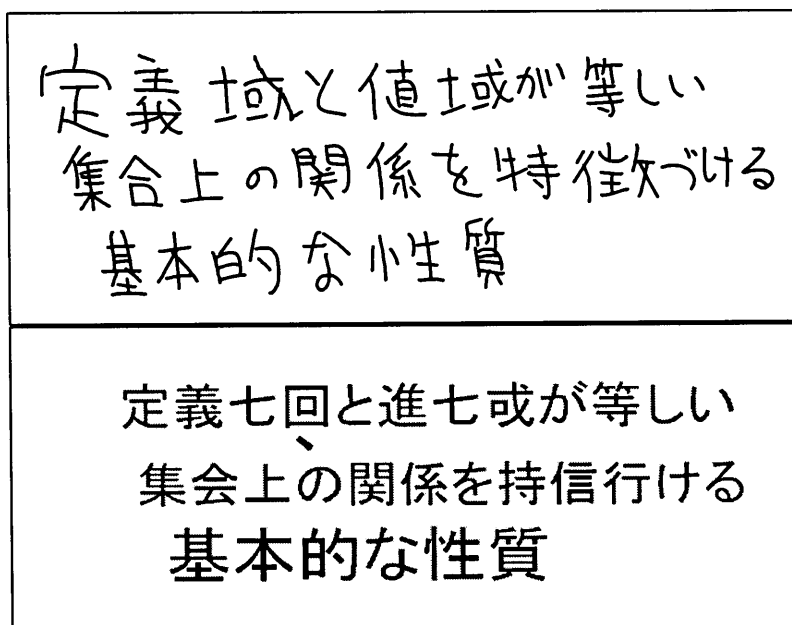 定義域と値域が等しい
集合上の関係を特徴づける
基本的な性質
定義七回と進七或が等しい
、
集会上の関係を持信行ける
基本的な性質